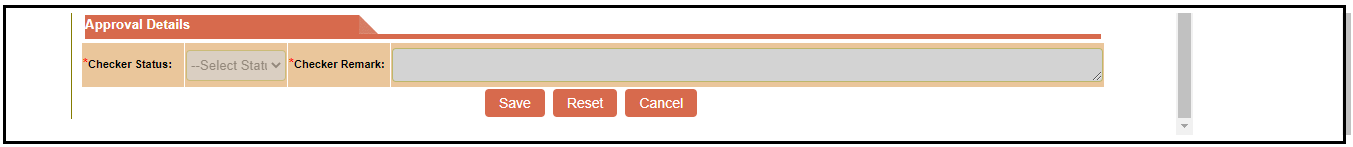 Approval Details
*Checker Status: --Select Statu *Checker Remark:
Save Reset Cancel